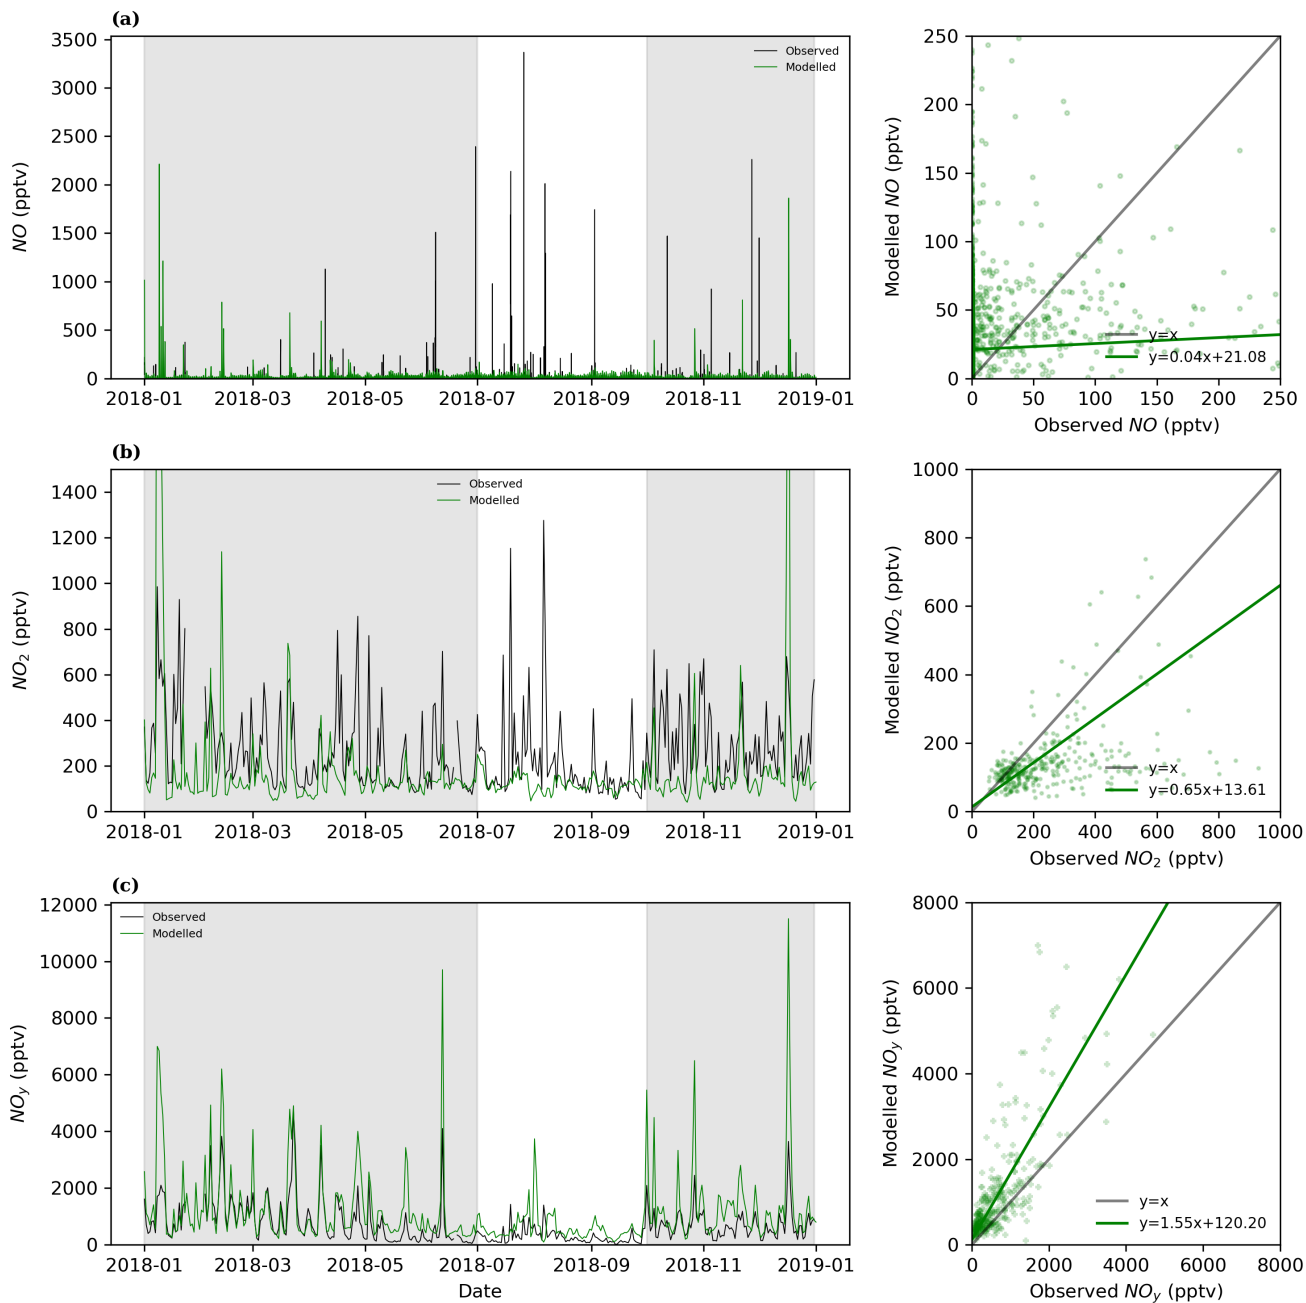 (a)
3500
3000
2500
2000
1500
1000
500
0
NO (pptv)
Observed
Modelled
2018-01 2018-03 2018-05 2018-07 2018-09 2018-11 2019-01
250
200
150
100
50
0
Modelled NO (pptv)
y=x
y=0.04x+21.08
0 50 100 150 200 250
Observed NO (pptv)
(b)
1400
1200
1000
800
600
400
200
0
NO2 (pptv)
Observed
Modelled
2018-01 2018-03 2018-05 2018-07 2018-09 2018-11 2019-01
1000
800
600
400
200
0
Modelled NO2 (pptv)
y=x
y=0.65x+13.61
0 200 400 600 800 1000
Observed NO2 (pptv)
(c)
12000
10000
8000
6000
4000
2000
0
NOy (pptv)
Observed
Modelled
2018-01 2018-03 2018-05 2018-07 2018-09 2018-11 2019-01
Date
8000
6000
4000
2000
0
Modelled NOy (pptv)
y=x
y=1.55x+120.20
0 2000 4000 6000 8000
Observed NOy (pptv)